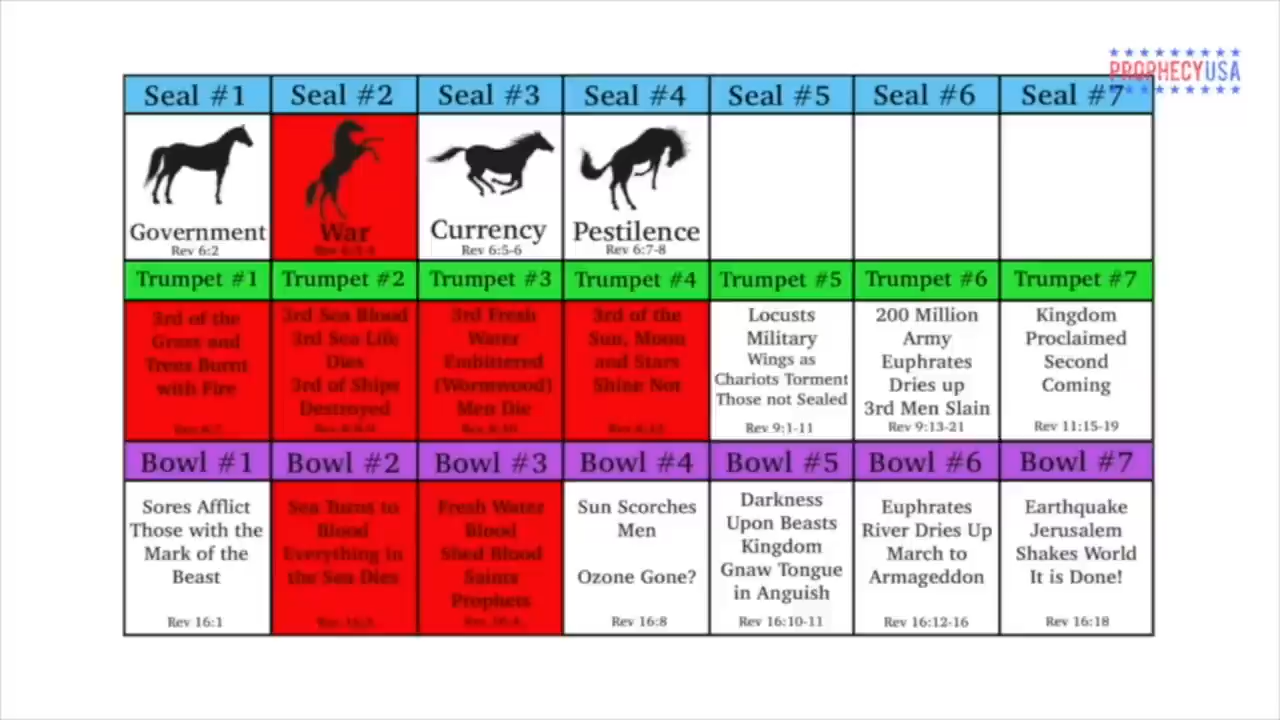 PROPHECYUSA
Seal #1 Seal #2 Seal #3 Seal #4 Seal #5 Seal #6 Seal #7
Government War Currency Pestilence
Rev 6:2 Rev 6:5-6 Rev 6:7-8
Trumpet #1 Trumpet #2 Trumpet #3 Trumpet #4 Trumpet #5 Trumpet #6 Trumpet #7
3rd of the
Grass and
Trees Burnt
with Fire
3rd Sea Blood
3rd Sea Life
Dies
3rd of Ships
Destroyed
3rd Fresh
Water
Embittered
(Wormwood)
Men Die
3rd of the
Sun, Moon
and Stars
Shine Not
Locusts
Military
Wings as
Chariots Torment
Those not Sealed
Rev 9:1-11
200 Million
Army
Euphrates
Dries up
3rd Men Slain
Rev 9:13-21
Kingdom
Proclaimed
Second
Coming
Rev 11:15-19
Bowl #1 Bowl #2 Bowl #3 Bowl #4 Bowl #5 Bowl #6 Bowl #7
Sores Afflict
Those with the
Mark of the
Beast
Rev 16:1
Sea Turns to
Blood
Everything in
the Sea Dies
Fresh Water
Blood
Shed Blood
Saints
Prophets
Sun Scorches
Men
Ozone Gone?
Rev 16:8
Darkness
Upon Beasts
Kingdom
Gnaw Tongue
in Anguish
Rev 16:10-11
Euphrates
River Dries Up
March to
Armageddon
Rev 16:12-16
Earthquake
Jerusalem
Shakes World
It is Done!
Rev 16:18